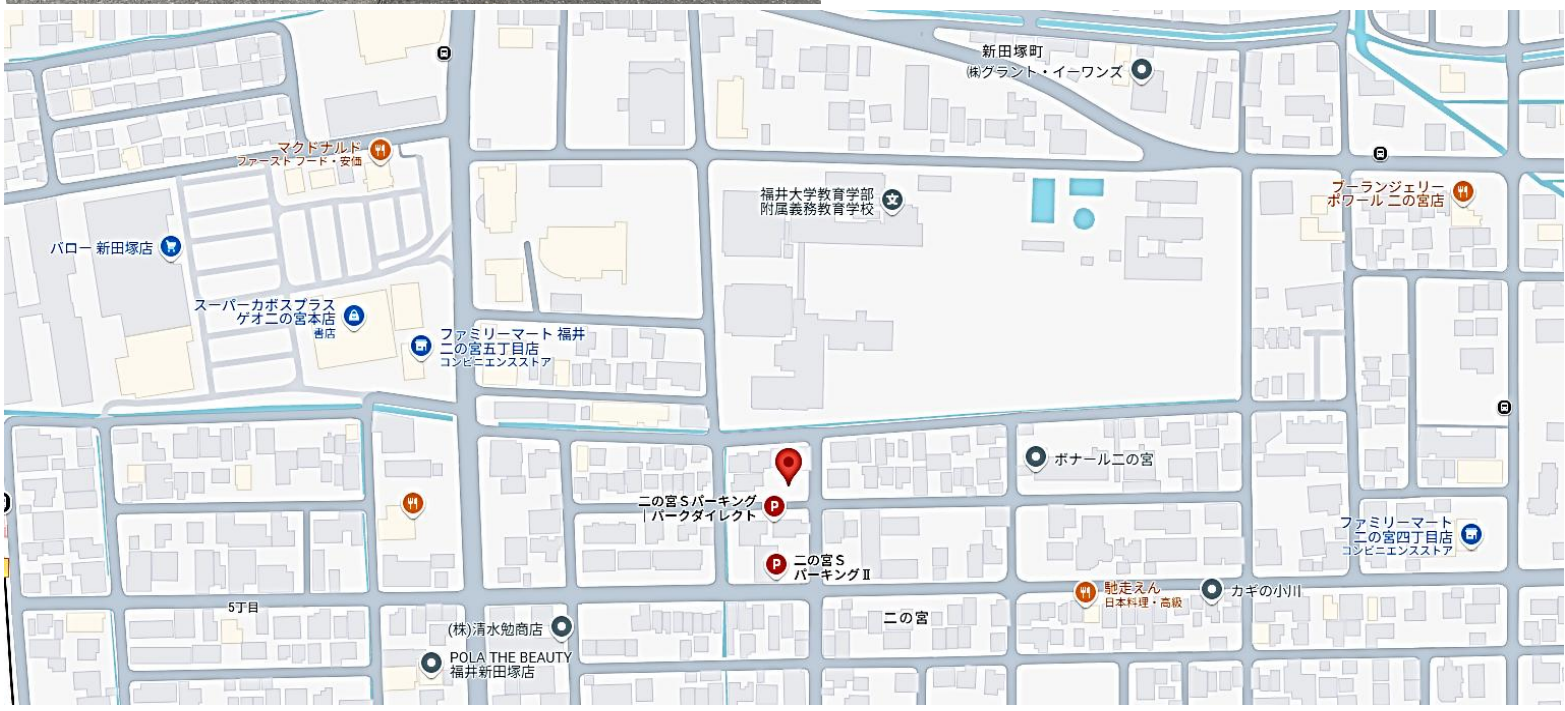 新田塚町
(株)グラント・イーワンズ
マクドナルド
ファーストフード・安価
福井大学教育学部
附属義務教育学校
ブーランジェリー
ボワール 二の宮店
バロー 新田塚店
スーパーカボスプラス
ゲオ二の宮本店
書店
ファミリーマート 福井
二の宮五丁目店
コンビニエンスストア
ボナール二の宮
二の宮Sパーキング
|パークダイレクト
P
二の宮S
パーキングⅡ
P
ファミリーマート
二の宮四丁目店
コンビニエンスストア
馳走えん
日本料理・高級
カギの小川
5丁目
二の宮
(株)清水勉商店
POLA THE BEAUTY
福井新田塚店